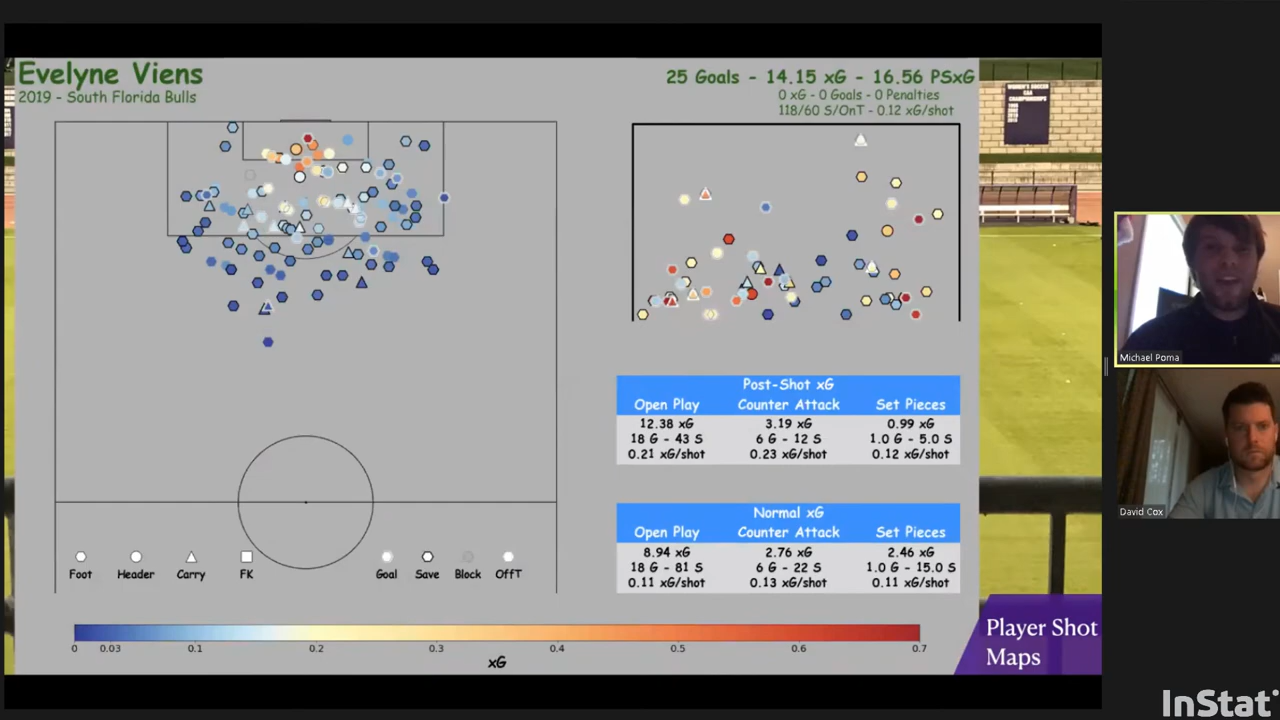 Evelyne Viens
2019 - South Florida Bulls
25 Goals - 14.15 xG - 16.56 PSxG
0 xG - 0 Goals - 0 Penalties
118/60 S/OnT - 0.12 xG/shot
Post-Shot xG
Open Play Counter Attack Set Pieces
12.38 xG 3.19 xG 0.99 xG
18 G - 43 S 6 G - 12 S 1.0 G - 5.0 S
0.21 xG/shot 0.23 xG/shot 0.12 xG/shot
Normal xG
Open Play Counter Attack Set Pieces
8.94 xG 2.76 xG 2.46 xG
18 G - 81 S 6 G - 22 S 1.0 G - 15.0 S
0.11 xG/shot 0.13 xG/shot 0.11 xG/shot
Foot Header Carry FK Goal Save Block OffT
0 0.03 0.1 0.2 0.3 0.4 0.5 0.6 0.7
xG
Player Shot
Maps
Michael Poma
David Cox
InStat